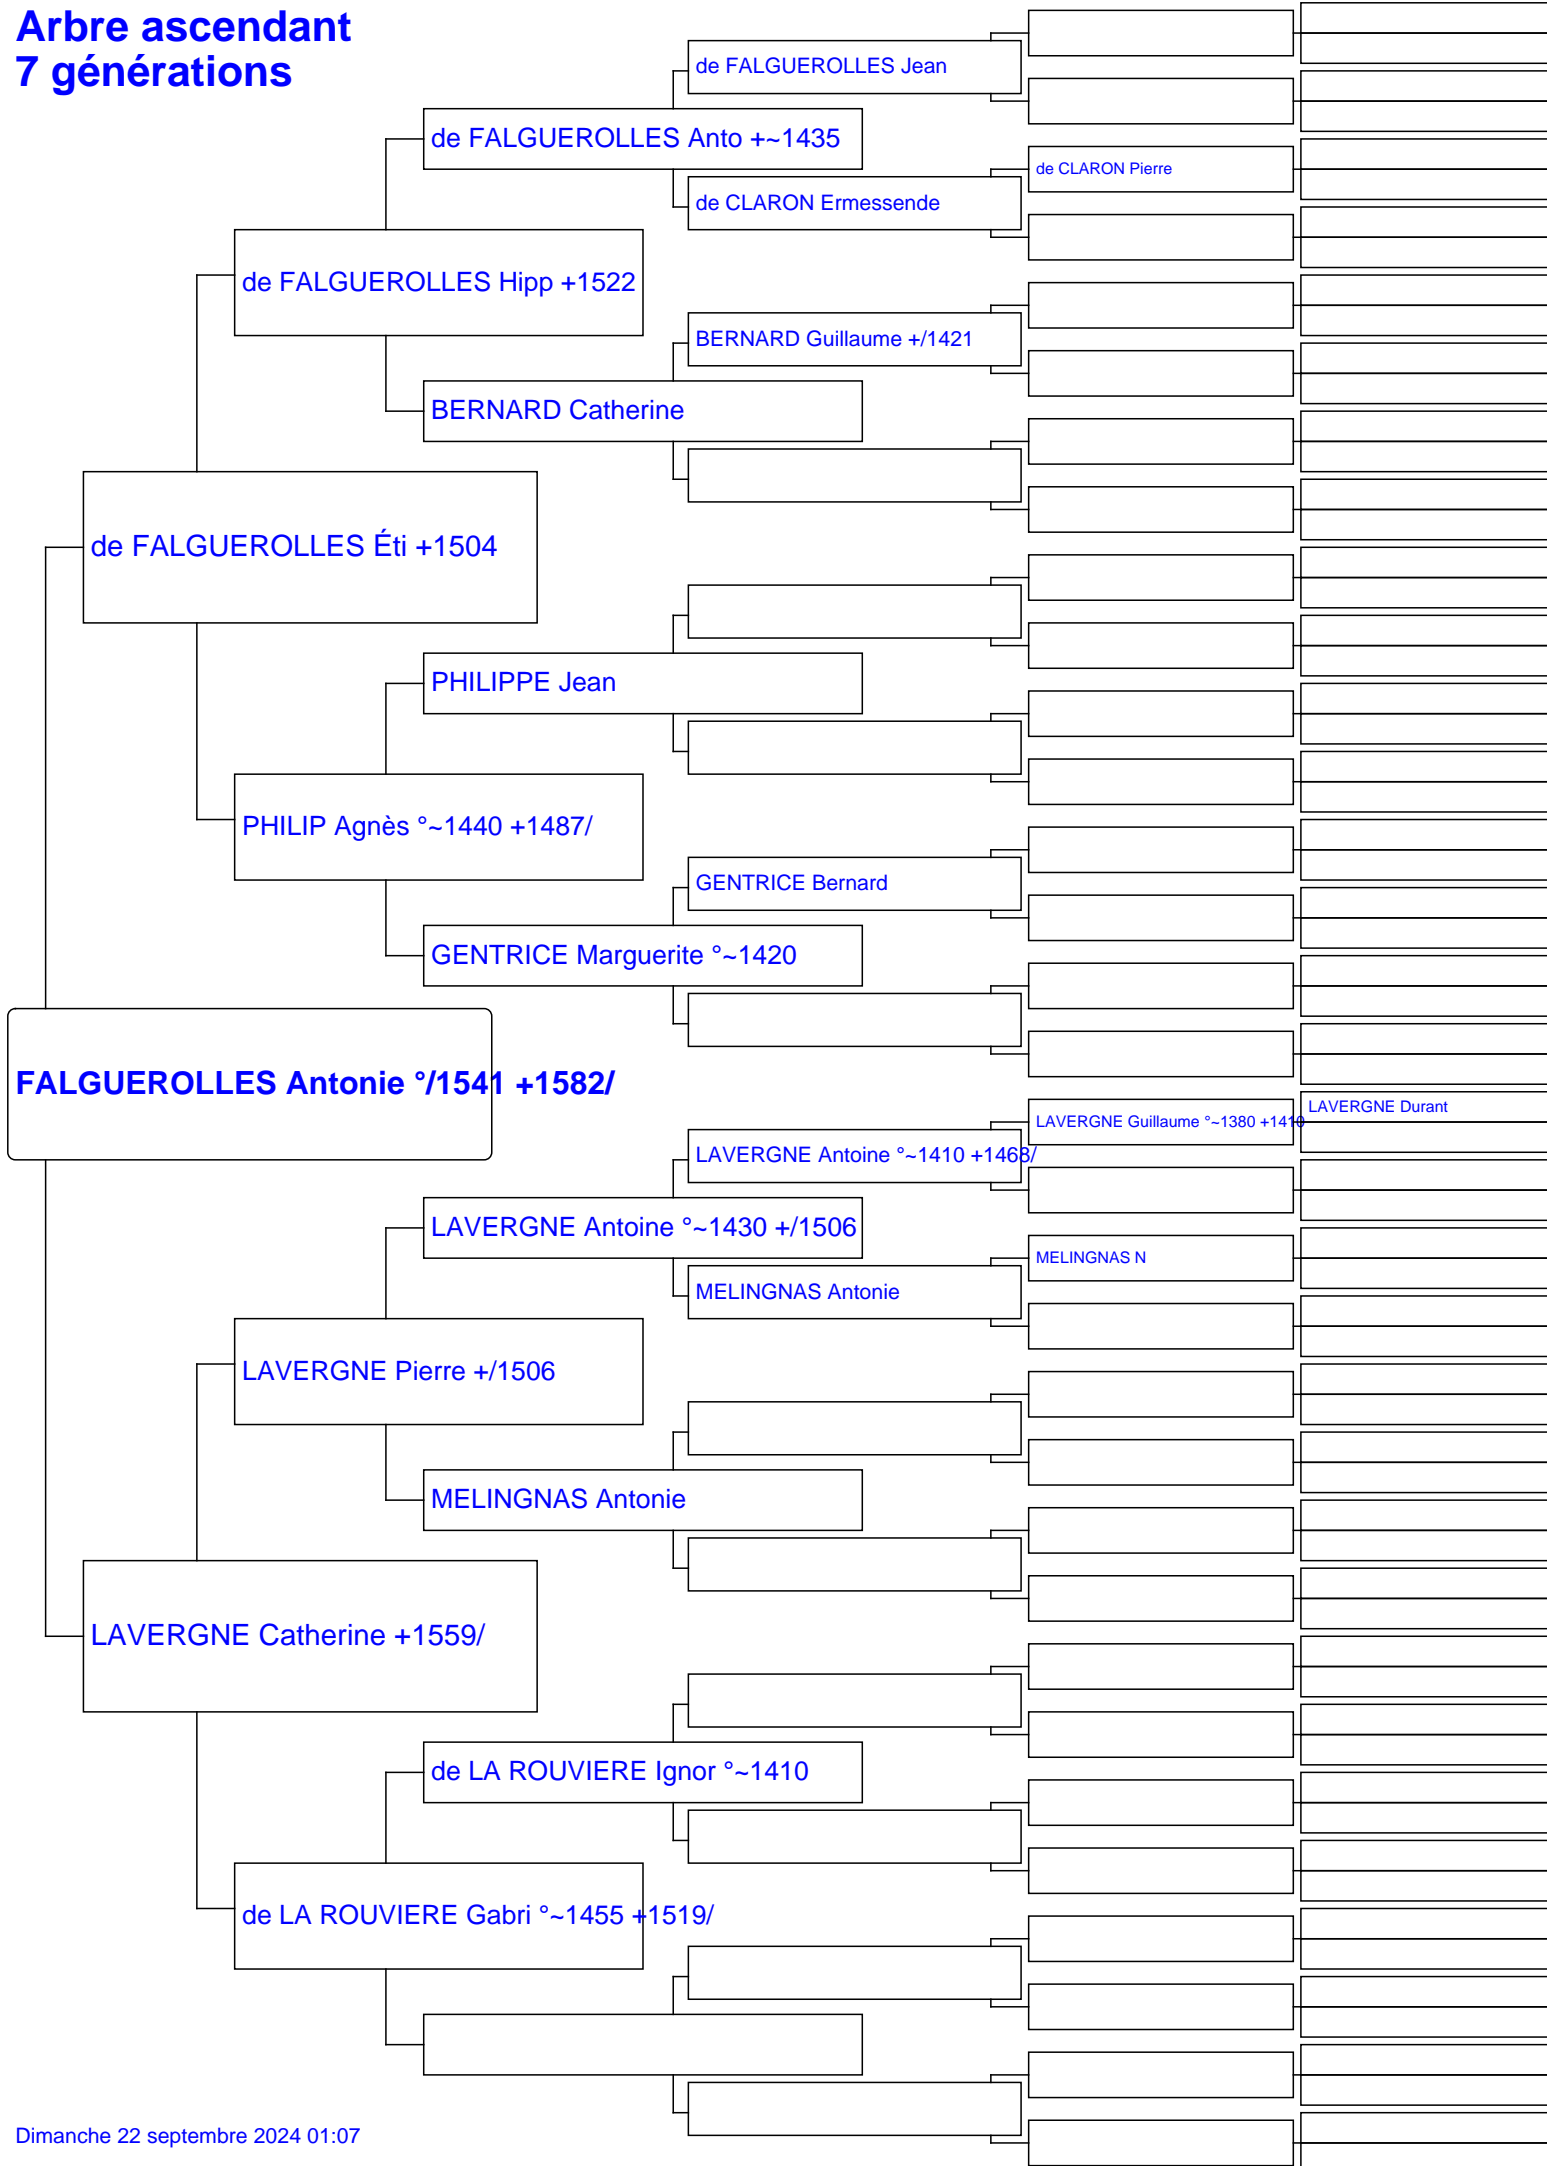 Arbre ascendant
7 générations
de FALGUEROLLES Jean
de FALGUEROLLES Anto +~1435
de CLARON Pierre
de CLARON Ermessende
de FALGUEROLLES Hipp +1522
BERNARD Guillaume +/1421
BERNARD Catherine
de FALGUEROLLES Éti +1504
PHILIPPE Jean
PHILIP Agnès °~1440 +1487/
GENTRICE Bernard
GENTRICE Marguerite °~1420
FALGUEROLLES Antonie °/1541 +1582/
LAVERGNE Durant
LAVERGNE Guillaume °~1380 +1410
LAVERGNE Antoine °~1410 +1468/
LAVERGNE Antoine °~1430 +/1506
MELINGNAS N
MELINGNAS Antonie
LAVERGNE Pierre +/1506
MELINGNAS Antonie
LAVERGNE Catherine +1559/
de LA ROUVIERE Ignor °~1410
de LA ROUVIERE Gabri °~1455 +1519/
Dimanche 22 septembre 2024 01:07